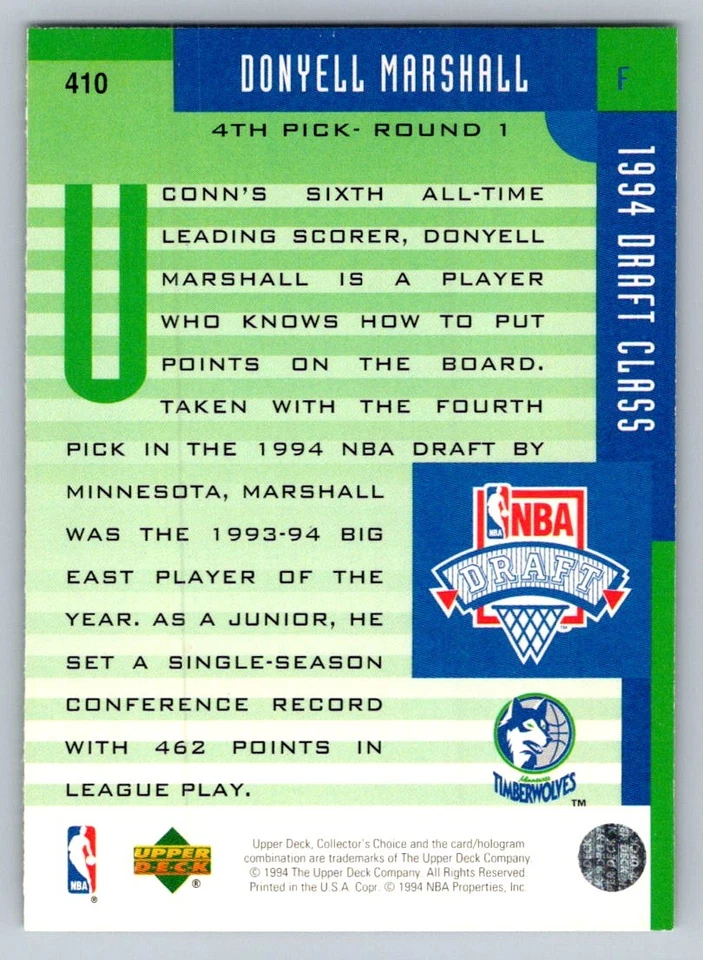 410
DONYELL MARSHALL
F
4TH PICK- ROUND 1
1994 DRAFT CLASS
UCONN'S SIXTH ALL-TIME
LEADING SCORER, DONYELL
MARSHALL IS A PLAYER
WHO KNOWS HOW TO PUT
POINTS ON THE BOARD.
TAKEN WITH THE FOURTH
PICK IN THE 1994 NBA DRAFT BY
MINNESOTA, MARSHALL
WAS THE 1993-94 BIG
EAST PLAYER OF THE
YEAR. AS A JUNIOR, HE
SET A SINGLE-SEASON
CONFERENCE RECORD
WITH 462 POINTS IN
LEAGUE PLAY.
NBA
NBA
DRAFT
TM
Minnesota
TIMBERWOLVES
TM
NBA
®
UPPER
DECK
®
Upper Deck, Collector's Choice and the card/hologram
combination are trademarks of The Upper Deck Company.
© 1994 The Upper Deck Company. All Rights Reserved.
Printed in the U.S.A. Copr. © 1994 NBA Properties, Inc.